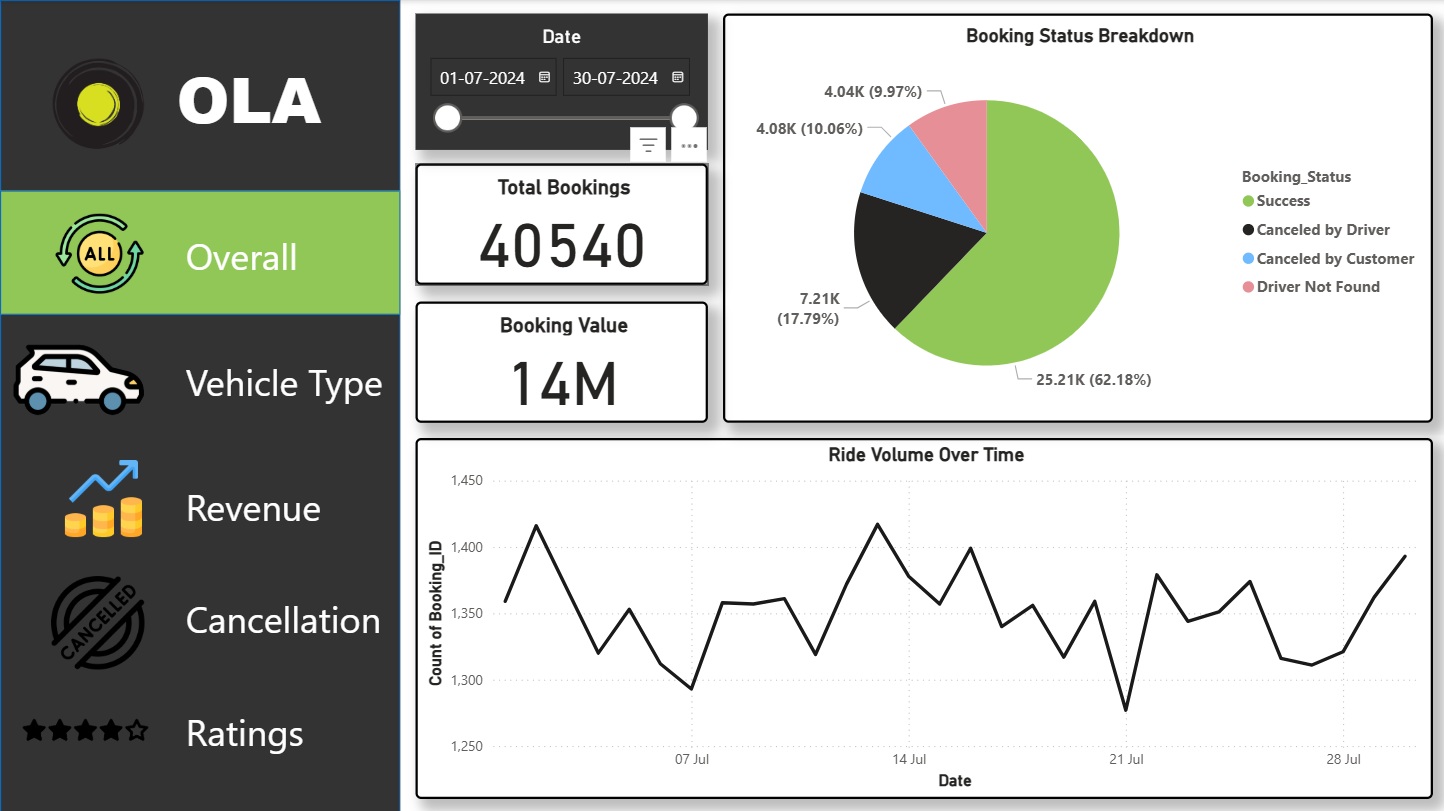 OLA
ALL
Overall
Vehicle Type
Revenue
CANCELLED
Cancellation
Ratings
Date
01-07-2024
30-07-2024
Total Bookings
40540
Booking Value
14M
Booking Status Breakdown
4.04K (9.97%)
4.08K (10.06%)
7.21K
(17.79%)
25.21K (62.18%)
Booking_Status
Success
Canceled by Driver
Canceled by Customer
Driver Not Found
Ride Volume Over Time
Count of Booking_ID
1,450
1,400
1,350
1,300
1,250
07 Jul
14 Jul
21 Jul
28 Jul
Date